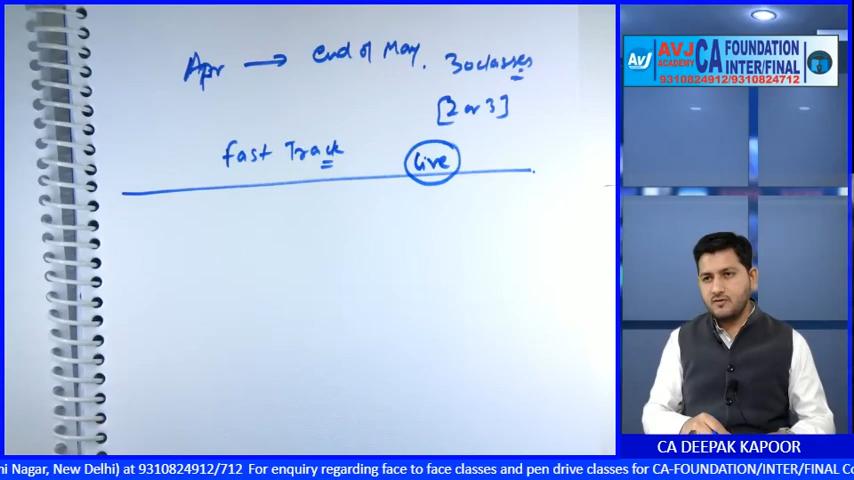 Apr → end of May. 30 classes
[2 or 3]
fast Track Live
AVJ
AVJ
ACADEMY
CA
FOUNDATION
INTER/FINAL
9310824912/9310824712
CA DEEPAK KAPOOR
ni Nagar, New Delhi) at 9310824912/712 For enquiry regarding face to face classes and pen drive classes for CA-FOUNDATION/INTER/FINAL Co